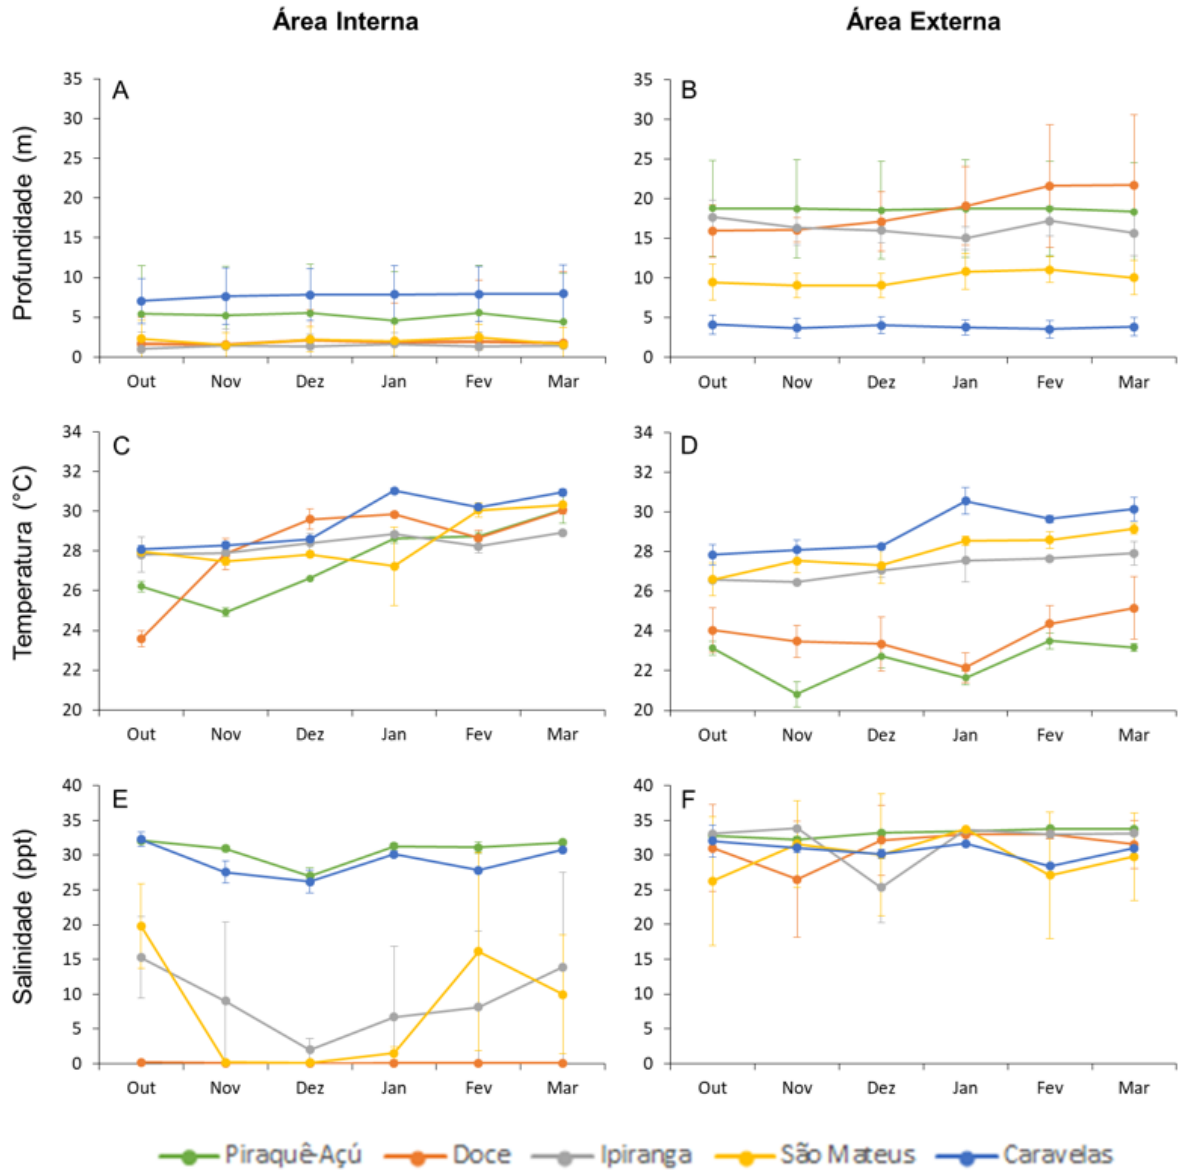 Área Interna
Área Externa
Profundidade (m)
A
35
30
25
20
15
10
5
0
Out Nov Dez Jan Fev Mar
B
35
30
25
20
15
10
5
0
Out Nov Dez Jan Fev Mar
Temperatura (°C)
C
34
32
30
28
26
24
22
20
Out Nov Dez Jan Fev Mar
D
34
32
30
28
26
24
22
20
Out Nov Dez Jan Fev Mar
Salinidade (ppt)
E
40
35
30
25
20
15
10
5
0
Out Nov Dez Jan Fev Mar
F
40
35
30
25
20
15
10
5
0
Out Nov Dez Jan Fev Mar
Piraquê-Açú Doce Ipiranga São Mateus Caravelas